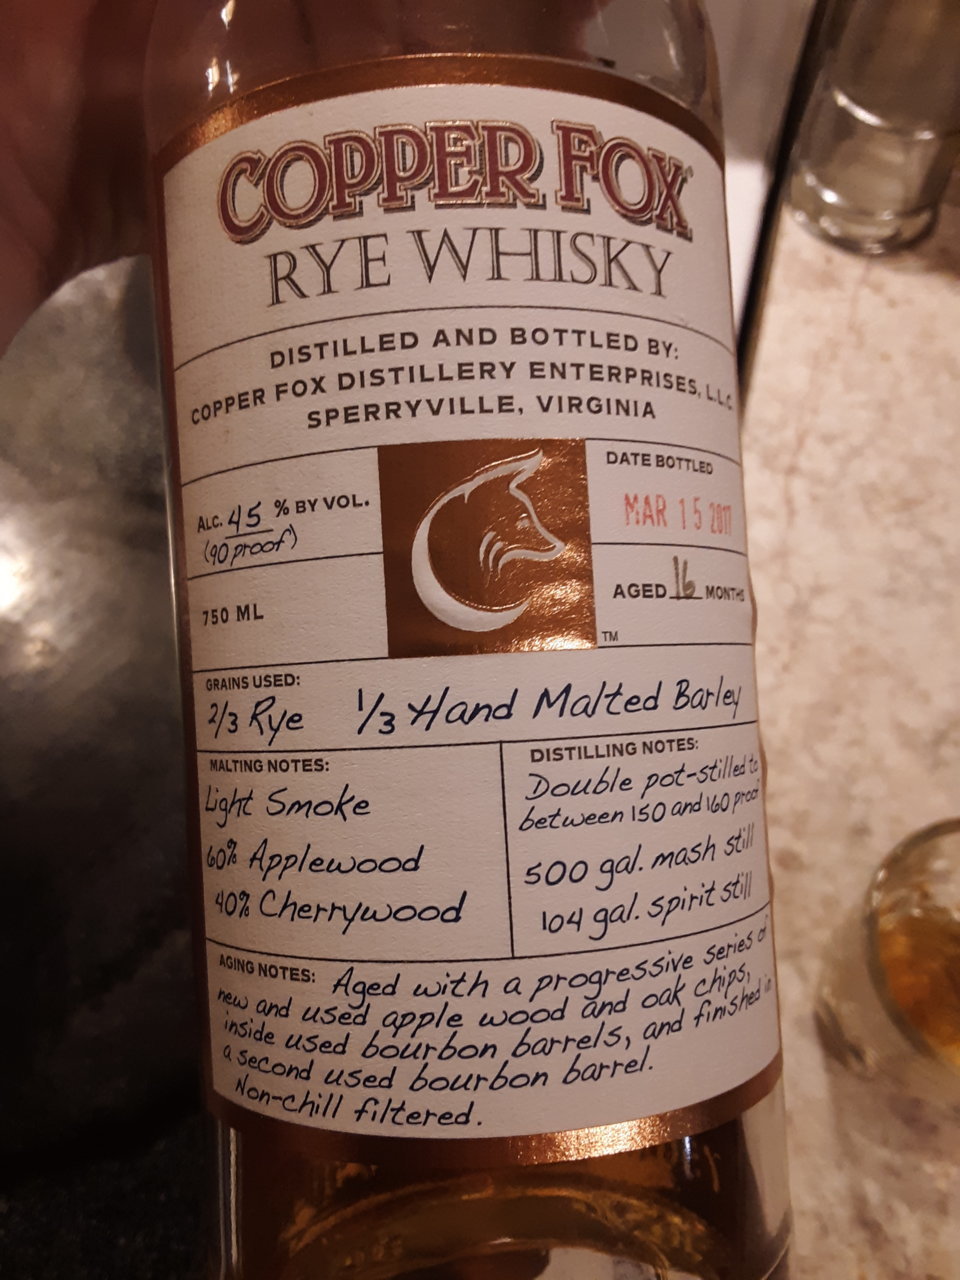 COPPER FOX
RYE WHISKY
DISTILLED AND BOTTLED BY:
COPPER FOX DISTILLERY ENTERPRISES, L.L.C
SPERRYVILLE, VIRGINIA
ALC. 45 % BY VOL.
(90 proof)
750 ML
DATE BOTTLED
MAR 15 2017
AGED 16 MONTHS
TM
GRAINS USED:
2/3 Rye 1/3 Hand Malted Barley
MALTING NOTES:
Light Smoke
60% Applewood
40% Cherrywood
DISTILLING NOTES:
Double pot-stilled to
between 150 and 160 proof
500 gal. mash still
104 gal. spirit still
AGING NOTES: Aged with a progressive series of
new and used apple wood and oak chips,
inside used bourbon barrels, and finished in
a second used bourbon barrel.
Non-chill filtered.